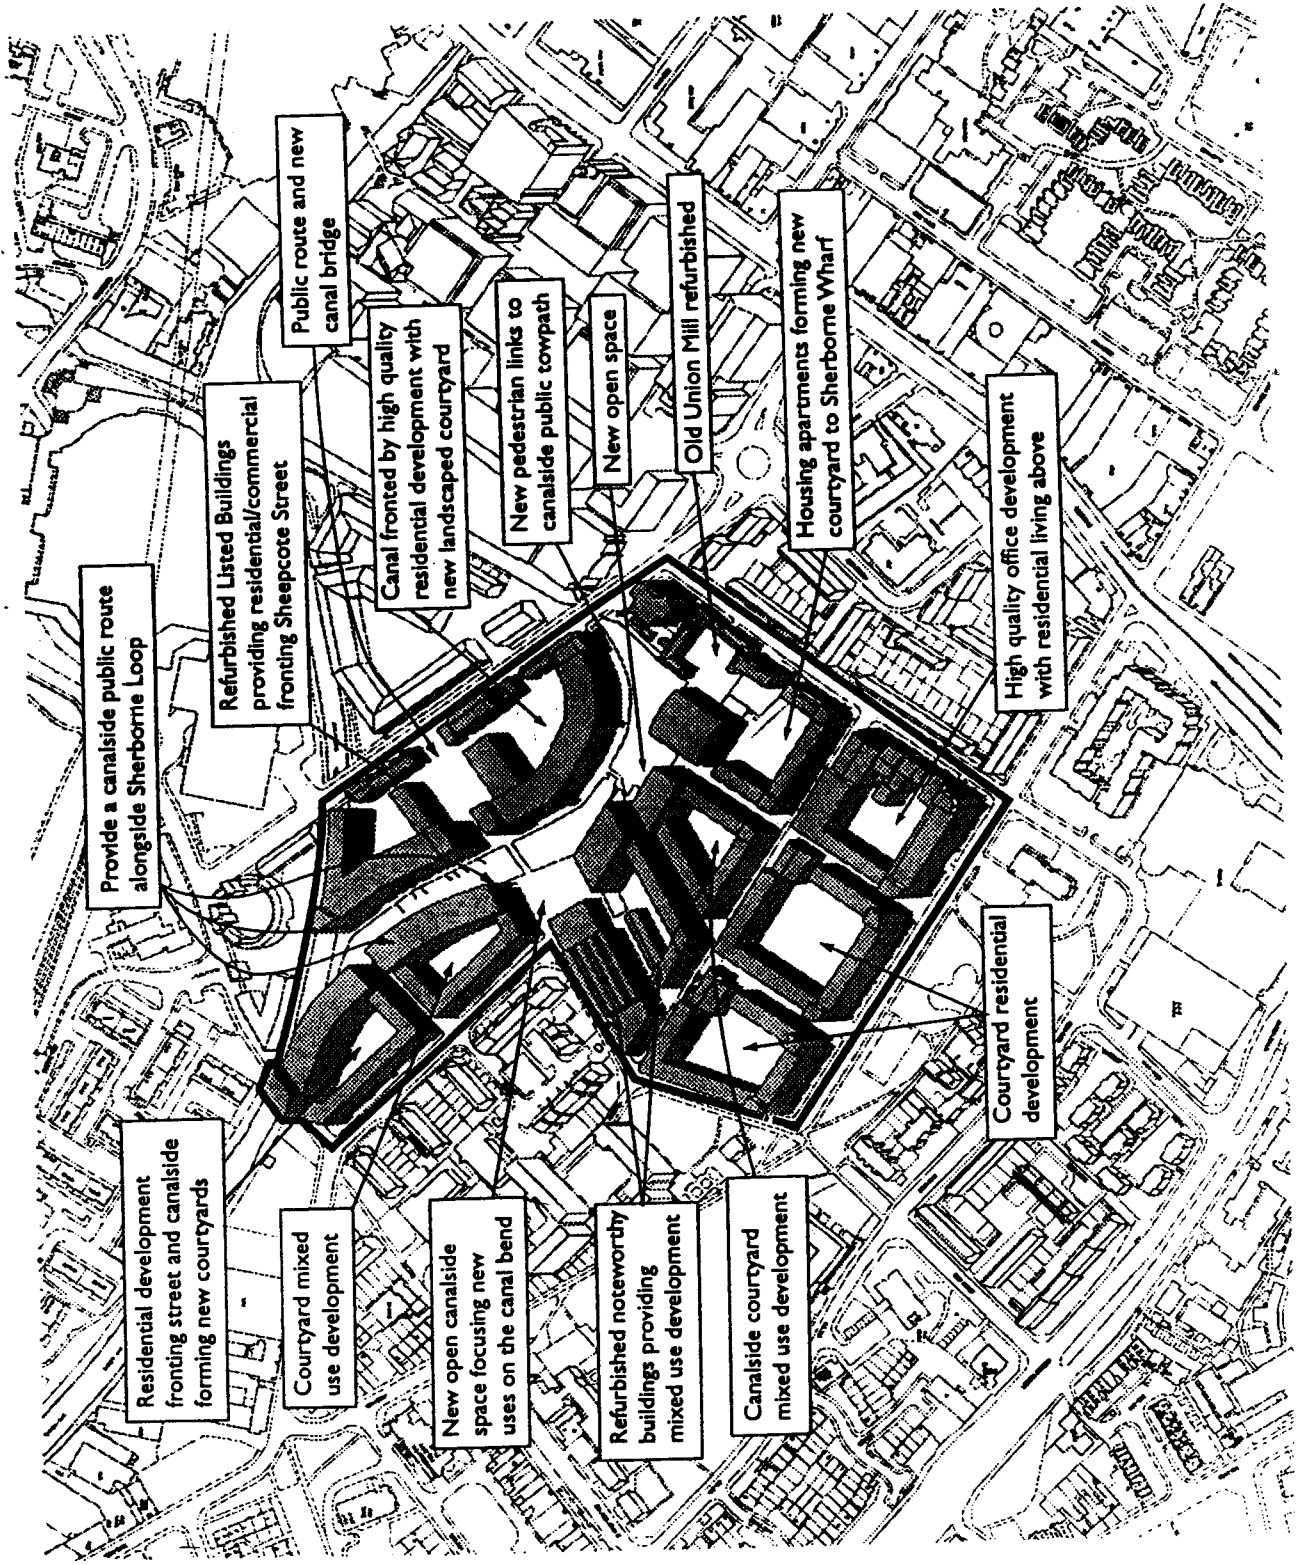 Residential development
fronting street and canalside
forming new courtyards
Courtyard mixed
use development
New open canalside
space focusing new
uses on the canal bend
Refurbished noteworthy
buildings providing
mixed use development
Canalside courtyard
mixed use development
Provide a canalside public route
alongside Sherborne Loop
Refurbished Listed Buildings
providing residential/commercial
fronting Sheepcote Street
Public route and new
canal bridge
Canal fronted by high quality
residential development with
new landscaped courtyard
New pedestrian links to
canalside public towpath
New open space
Old Union Mill refurbished
Housing apartments forming new
courtyard to Sherborne Wharf
High quality office development
with residential living above
Courtyard residential
development